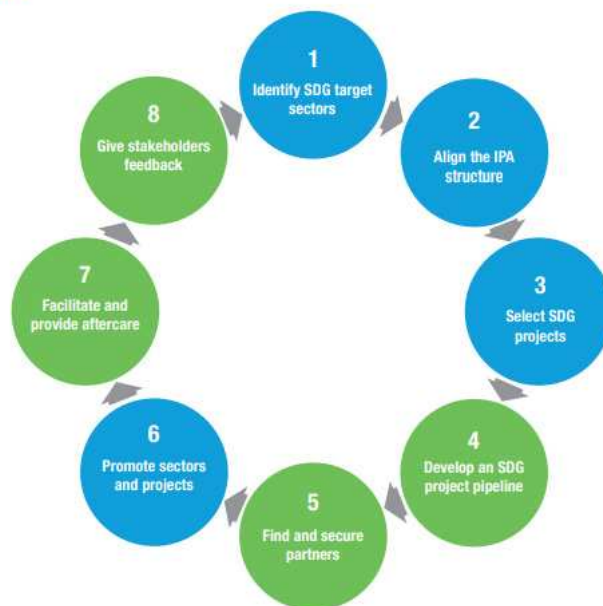 1
Identify SDG target
sectors
2
Align the IPA
structure
3
Select SDG
projects
4
Develop an SDG
project pipeline
5
Find and secure
partners
6
Promote sectors
and projects
7
Facilitate and
provide aftercare
8
Give stakeholders
feedback